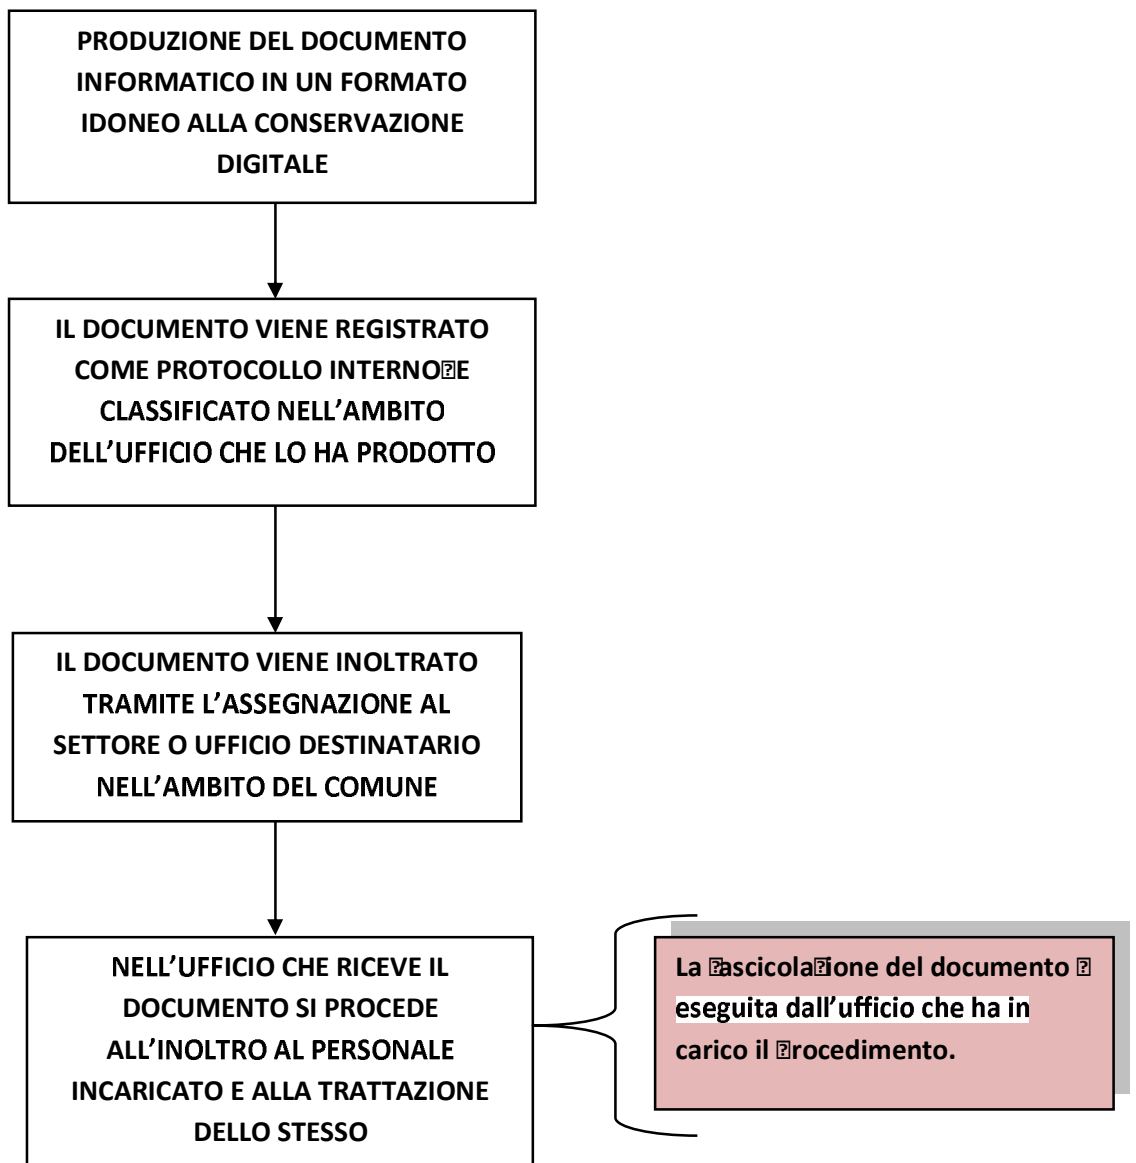 PRODUZIONE DEL DOCUMENTO
INFORMATICO IN UN FORMATO
IDONEO ALLA CONSERVAZIONE
DIGITALE
IL DOCUMENTO VIENE REGISTRATO
COME PROTOCOLLO INTERNO⍰E
CLASSIFICATO NELL’AMBITO
DELL’UFFICIO CHE LO HA PRODOTTO
IL DOCUMENTO VIENE INOLTRATO
TRAMITE L’ASSEGNAZIONE AL
SETTORE O UFFICIO DESTINATARIO
NELL’AMBITO DEL COMUNE
NELL’UFFICIO CHE RICEVE IL
DOCUMENTO SI PROCEDE
ALL’INOLTRO AL PERSONALE
INCARICATO E ALLA TRATTAZIONE
DELLO STESSO
La ⍰ascicola⍰ione del documento ⍰
eseguita dall’ufficio che ha in
carico il ⍰rocedimento.